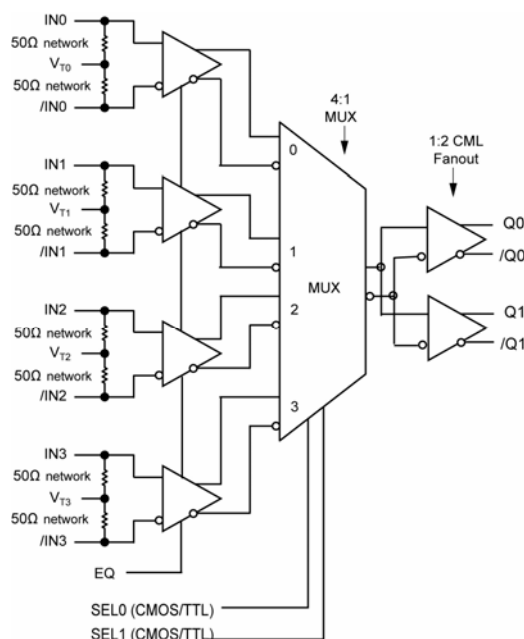 IN0
50Ω network
VT0
50Ω network
/IN0
IN1
50Ω network
VT1
50Ω network
/IN1
IN2
50Ω network
VT2
50Ω network
/IN2
IN3
50Ω network
VT3
50Ω network
/IN3
EQ
SEL0 (CMOS/TTL)
SEL1 (CMOS/TTL)
4:1
MUX
0
1
2
3
MUX
1:2 CML
Fanout
Q0
/Q0
Q1
/Q1